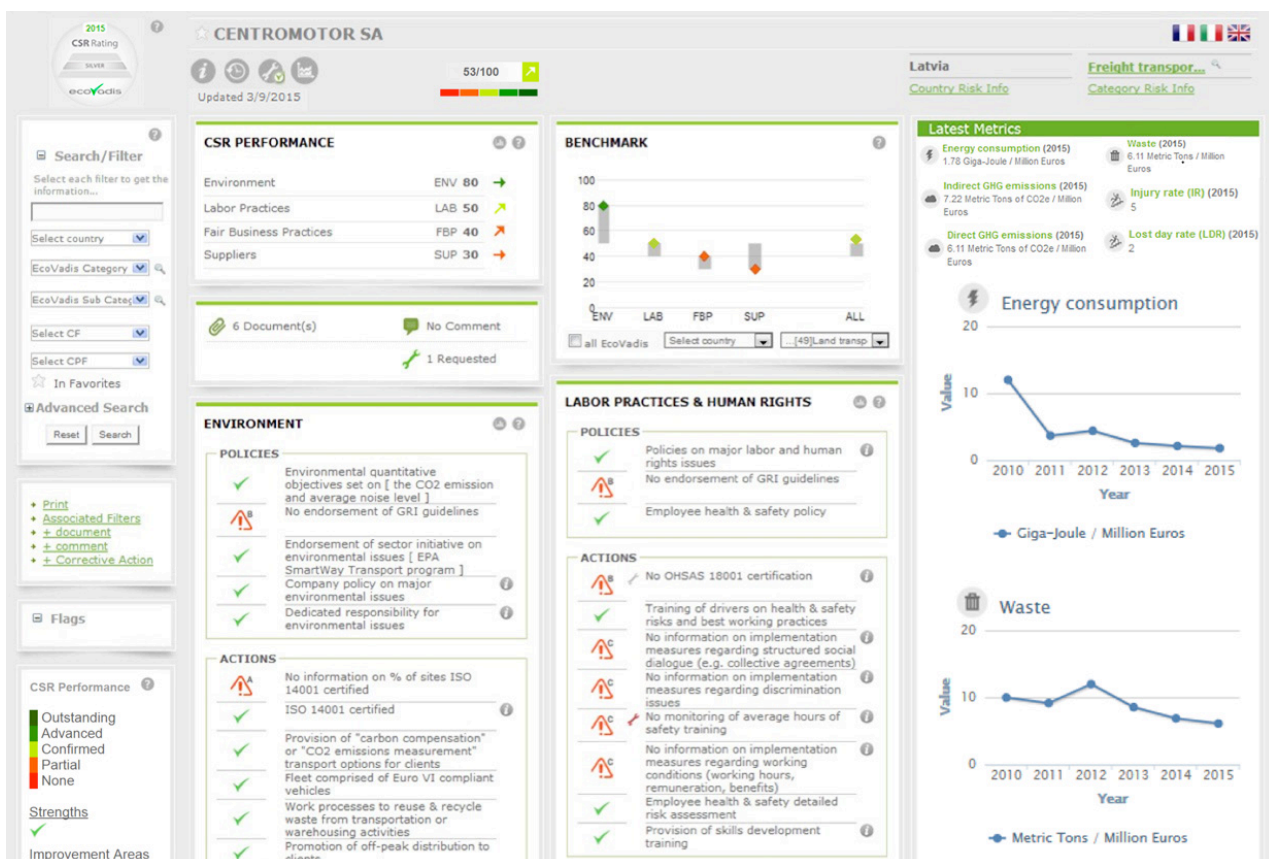 2015
CSR Rating
SILVER
ecovadis
CENTROMOTOR SA
Updated 3/9/2015
53/100
Latvia
Country Risk Info
Freight transpor...
Category Risk Info
Search/Filter
Select each filter to get the
information...
Select country
EcoVadis Category
EcoVadis Sub Categ
Select CF
Select CPF
In Favorites
Advanced Search
Reset
Search
Print
Associated Filters
+ document
+ comment
+ Corrective Action
Flags
CSR Performance
Outstanding
Advanced
Confirmed
Partial
None
Strengths
Improvement Areas
CSR PERFORMANCE
Environment ENV 80
Labor Practices LAB 50
Fair Business Practices FBP 40
Suppliers SUP 30
6 Document(s)
No Comment
1 Requested
ENVIRONMENT
POLICIES
Environmental quantitative
objectives set on [ the CO2 emission
and average noise level ]
B
No endorsement of GRI guidelines
Endorsement of sector initiative on
environmental issues [ EPA
SmartWay Transport program ]
Company policy on major
environmental issues
Dedicated responsibility for
environmental issues
ACTIONS
A
No information on % of sites ISO
14001 certified
ISO 14001 certified
Provision of "carbon compensation"
or "CO2 emissions measurement"
transport options for clients
Fleet comprised of Euro VI compliant
vehicles
Work processes to reuse & recycle
waste from transportation or
warehousing activities
Promotion of off-peak distribution to
clients
BENCHMARK
100
80
60
40
20
0
ENV LAB FBP SUP ALL
all EcoVadis
Select country
...[49]Land transp
LABOR PRACTICES & HUMAN RIGHTS
POLICIES
Policies on major labor and human
rights issues
B
No endorsement of GRI guidelines
Employee health & safety policy
ACTIONS
B
No OHSAS 18001 certification
Training of drivers on health & safety
risks and best working practices
C
No information on implementation
measures regarding structured social
dialogue (e.g. collective agreements)
C
No information on implementation
measures regarding discrimination
issues
C
No monitoring of average hours of
safety training
C
No information on implementation
measures regarding working
conditions (working hours,
remuneration, benefits)
Employee health & safety detailed
risk assessment
Provision of skills development
training
Latest Metrics
Energy consumption (2015)
1.78 Giga-Joule / Million Euros
Waste (2015)
6.11 Metric Tons / Million
Euros
Indirect GHG emissions (2015)
7.22 Metric Tons of CO2e / Million
Euros
Injury rate (IR) (2015)
5
Direct GHG emissions (2015)
6.11 Metric Tons of CO2e / Million
Euros
Lost day rate (LDR) (2015)
2
Energy consumption
20
10
0
Value
2010 2011 2012 2013 2014 2015
Year
Giga-Joule / Million Euros
Waste
20
10
0
Value
2010 2011 2012 2013 2014 2015
Year
Metric Tons / Million Euros